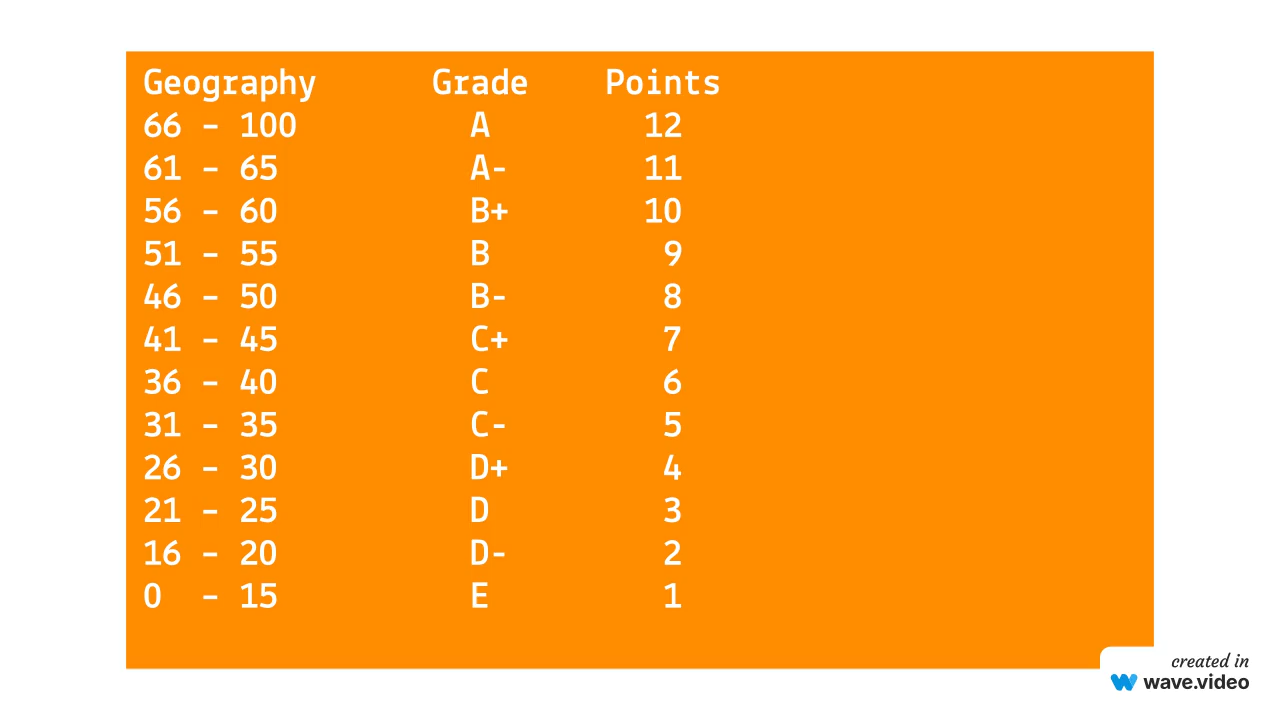 Geography Grade Points
66 – 100 A 12
61 – 65 A- 11
56 – 60 B+ 10
51 – 55 B 9
46 – 50 B- 8
41 – 45 C+ 7
36 – 40 C 6
31 – 35 C- 5
26 – 30 D+ 4
21 – 25 D 3
16 – 20 D- 2
0 – 15 E 1
created in
wave.video